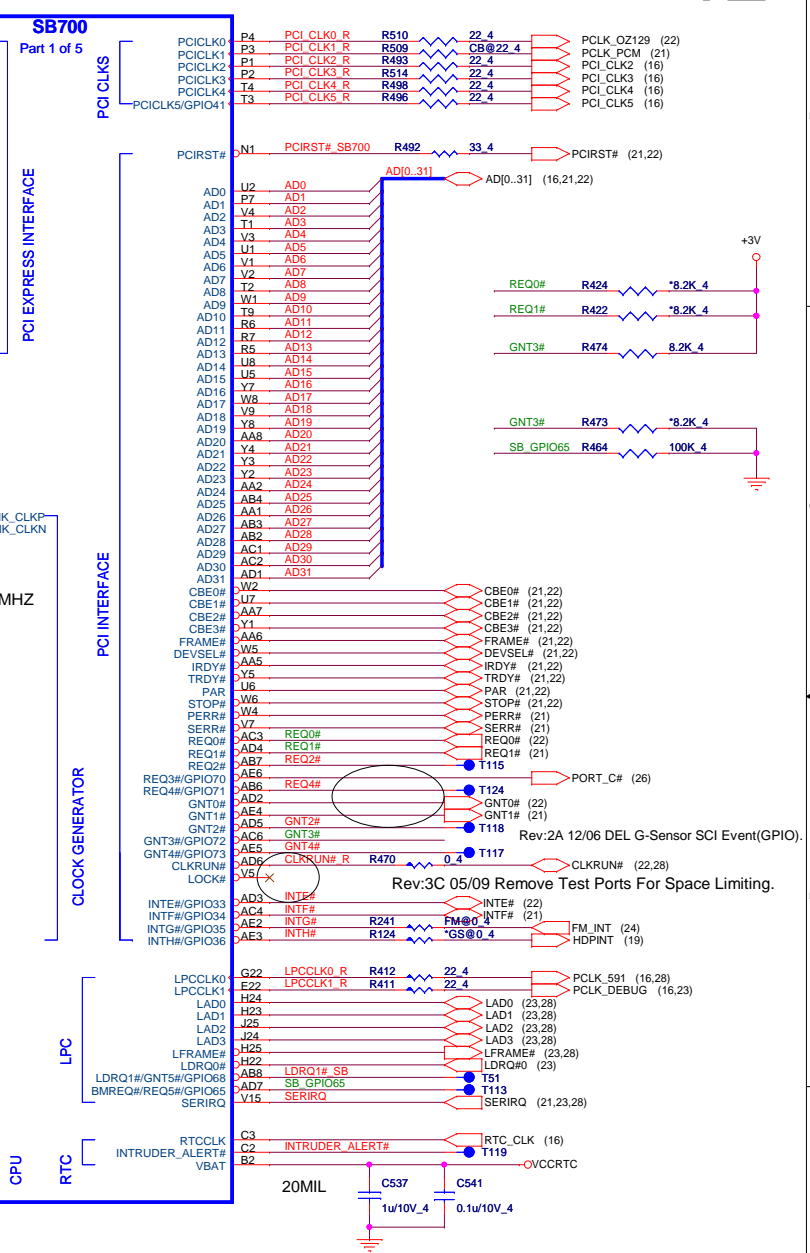 SB700
Part 1 of 5
PCI CLKS
PCICLK0 P4 PCI_CLK0_R R510 22_4 PCLK_OZ129 (22)
PCICLK1 P3 PCI_CLK1_R R509 CB@22_4 PCLK_PCM (21)
PCICLK2 P1 PCI_CLK2_R R493 22_4 PCI_CLK2 (16)
PCICLK3 P2 PCI_CLK3_R R514 22_4 PCI_CLK3 (16)
PCICLK4 T4 PCI_CLK4_R R498 22_4 PCI_CLK4 (16)
PCICLK5/GPIO41 T3 PCI_CLK5_R R496 22_4 PCI_CLK5 (16)
PCIRST# N1 PCIRST#_SB700 R492 33_4 PCIRST# (21,22)
AD[0..31] AD[0..31] (16,21,22)
PCI EXPRESS INTERFACE
AD0 U2 AD0
AD1 P7 AD1
AD2 V4 AD2
AD3 T1 AD3
AD4 V3 AD4
AD5 U1 AD5
AD6 V1 AD6
AD7 V2 AD7
AD8 T2 AD8
AD9 W1 AD9
AD10 T9 AD10
AD11 R6 AD11
AD12 R7 AD12
AD13 R5 AD13
AD14 U8 AD14
AD15 U5 AD15
AD16 Y7 AD16
AD17 W8 AD17
AD18 V9 AD18
AD19 Y8 AD19
AD20 AA8 AD20
AD21 Y4 AD21
AD22 Y3 AD22
AD23 Y2 AD23
AD24 AA2 AD24
AD25 AB4 AD25
AD26 AA1 AD26
AD27 AB3 AD27
AD28 AB2 AD28
AD29 AC1 AD29
AD30 AC2 AD30
AD31 AD1 AD31
+3V
REQ0# R424 *8.2K_4
REQ1# R422 *8.2K_4
GNT3# R474 8.2K_4
GNT3# R473 *8.2K_4
SB_GPIO65 R464 100K_4
K_CLKP
K_CLKN
MHZ
PCI INTERFACE
CBE0# W2 CBE0# (21,22)
CBE1# U7 CBE1# (21,22)
CBE2# AA7 CBE2# (21,22)
CBE3# Y1 CBE3# (21,22)
FRAME# AA6 FRAME# (21,22)
DEVSEL# W5 DEVSEL# (21,22)
IRDY# AA5 IRDY# (21,22)
TRDY# Y5 TRDY# (21,22)
PAR U6 PAR (21,22)
STOP# W6 STOP# (21,22)
PERR# W4 PERR# (21)
SERR# V7 SERR# (21)
REQ0# AC3 REQ0# REQ0# (22)
REQ1# AD4 REQ1# REQ1# (21)
REQ2# AB7 REQ2# T115
REQ3#/GPIO70 AE6 PORT_C# (26)
REQ4#/GPIO71 AB6 REQ4# T124
GNT0# AD2 GNT0# (22)
GNT1# AE4 GNT1# (21)
GNT2# AD5 GNT2# T118
Rev:2A 12/06 DEL G-Sensor SCI Event(GPIO).
GNT3#/GPIO72 AC6 GNT3#
GNT4#/GPIO73 AE5 GNT4# T117
CLKRUN# AD6 CLKRUN#_R R470 0_4 CLKRUN# (22,28)
LOCK# V5
Rev:3C 05/09 Remove Test Ports For Space Limiting.
CLOCK GENERATOR
INTE#/GPIO33 AD3 INTE# INTE# (22)
INTF#/GPIO34 AC4 INTF# INTF# (21)
INTG#/GPIO35 AE2 INTG# R241 FM@0_4 FM_INT (24)
INTH#/GPIO36 AE3 INTH# R124 *GS@0_4 HDPINT (19)
LPC
LPCCLK0 G22 LPCCLK0_R R412 22_4 PCLK_591 (16,28)
LPCCLK1 E22 LPCCLK1_R R411 22_4 PCLK_DEBUG (16,23)
LAD0 H24 LAD0 (23,28)
LAD1 H23 LAD1 (23,28)
LAD2 J25 LAD2 (23,28)
LAD3 J24 LAD3 (23,28)
LFRAME# H25 LFRAME# (23,28)
LDRQ0# H22 LDRQ#0 (23)
LDRQ1#/GNT5#/GPIO68 AB8 LDRQ1#_SB T51
BMREQ#/REQ5#/GPIO65 AD7 SB_GPIO65 T113
SERIRQ V15 SERIRQ SERIRQ (21,23,28)
CPU
RTC
RTCCLK C3 RTC_CLK (16)
INTRUDER_ALERT# C2 INTRUDER_ALERT# T119
VBAT B2 VCCRTC
20MIL
C537 C541
1u/10V_4 0.1u/10V_4